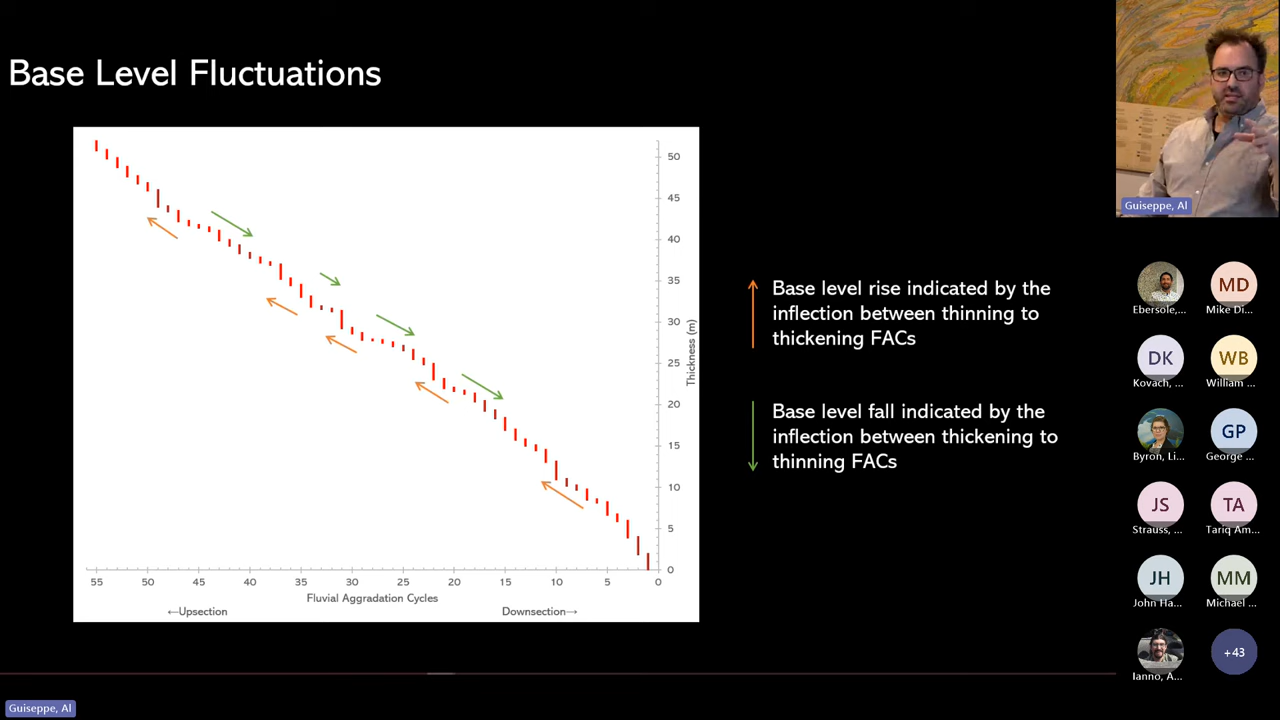 Base Level Fluctuations
50
45
40
35
30
25
20
15
10
5
0
Thickness (m)
55 50 45 40 35 30 25 20 15 10 5 0
Fluvial Aggradation Cycles
←Upsection Downsection→
Base level rise indicated by the
inflection between thinning to
thickening FACs
Base level fall indicated by the
inflection between thickening to
thinning FACs
Guiseppe, Al
Ebersole,...
MD
Mike Di...
DK
Kovach, ...
WB
William ...
Byron, Li...
GP
George ...
JS
Strauss, ...
TA
Tariq Am...
JH
John Ha...
MM
Michael ...
Ianno, A...
+43
Guiseppe, Al